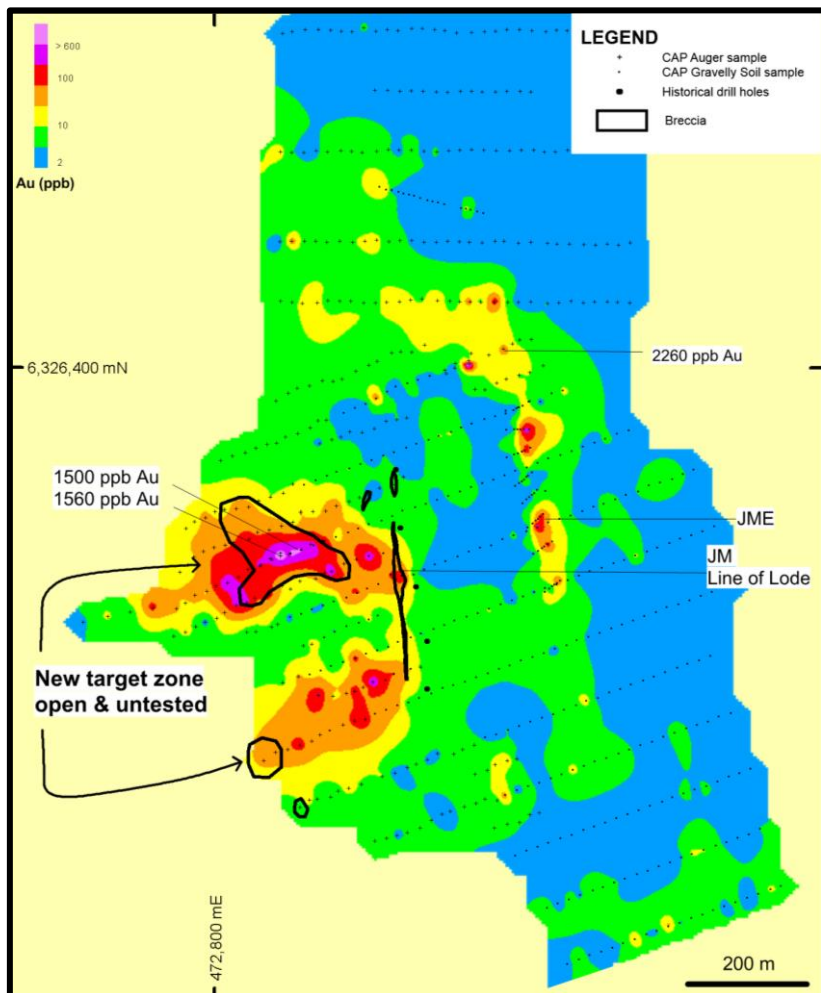 > 600
100
10
2
Au (ppb)
LEGEND
CAP Auger sample
CAP Gravelly Soil sample
Historical drill holes
Breccia
2260 ppb Au
6,326,400 mN
1500 ppb Au
1560 ppb Au
JME
JM
Line of Lode
New target zone
open & untested
472,800 mE
200 m